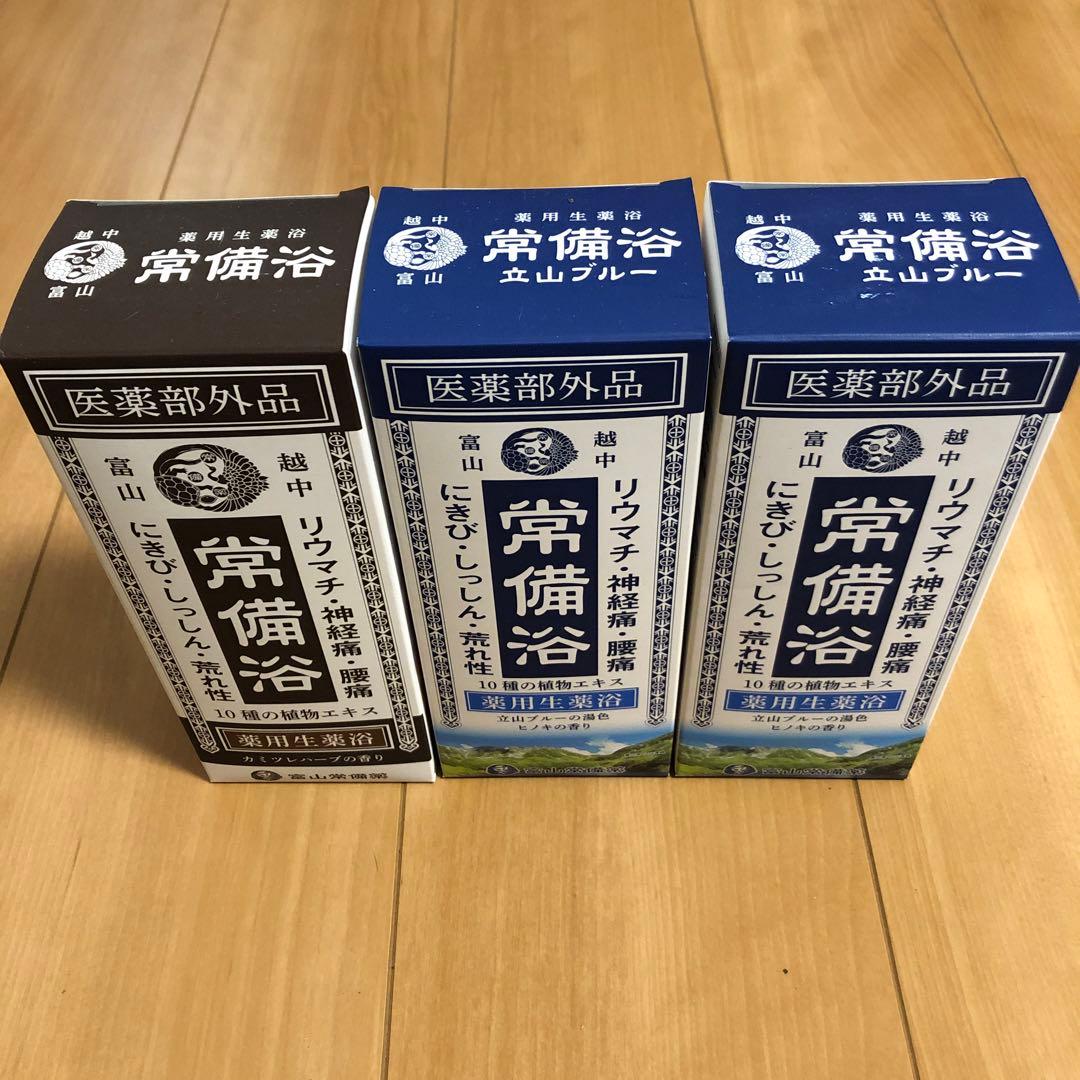 越中
富山
薬用生薬浴
常備浴
医薬部外品
越中
富山
リウマチ・神経痛・腰痛
常備浴
にきび・しっしん・荒れ性
10種の植物エキス
薬用生薬浴
カミツレハーブの香り
富山常備薬
越中
富山
薬用生薬浴
常備浴
立山ブルー
医薬部外品
越中
富山
リウマチ・神経痛・腰痛
常備浴
にきび・しっしん・荒れ性
10種の植物エキス
薬用生薬浴
立山ブルーの湯色
ヒノキの香り
富山常備薬
越中
富山
薬用生薬浴
常備浴
立山ブルー
医薬部外品
越中
富山
リウマチ・神経痛・腰痛
常備浴
にきび・しっしん・荒れ性
10種の植物エキス
薬用生薬浴
立山ブルーの湯色
ヒノキの香り
富山常備薬